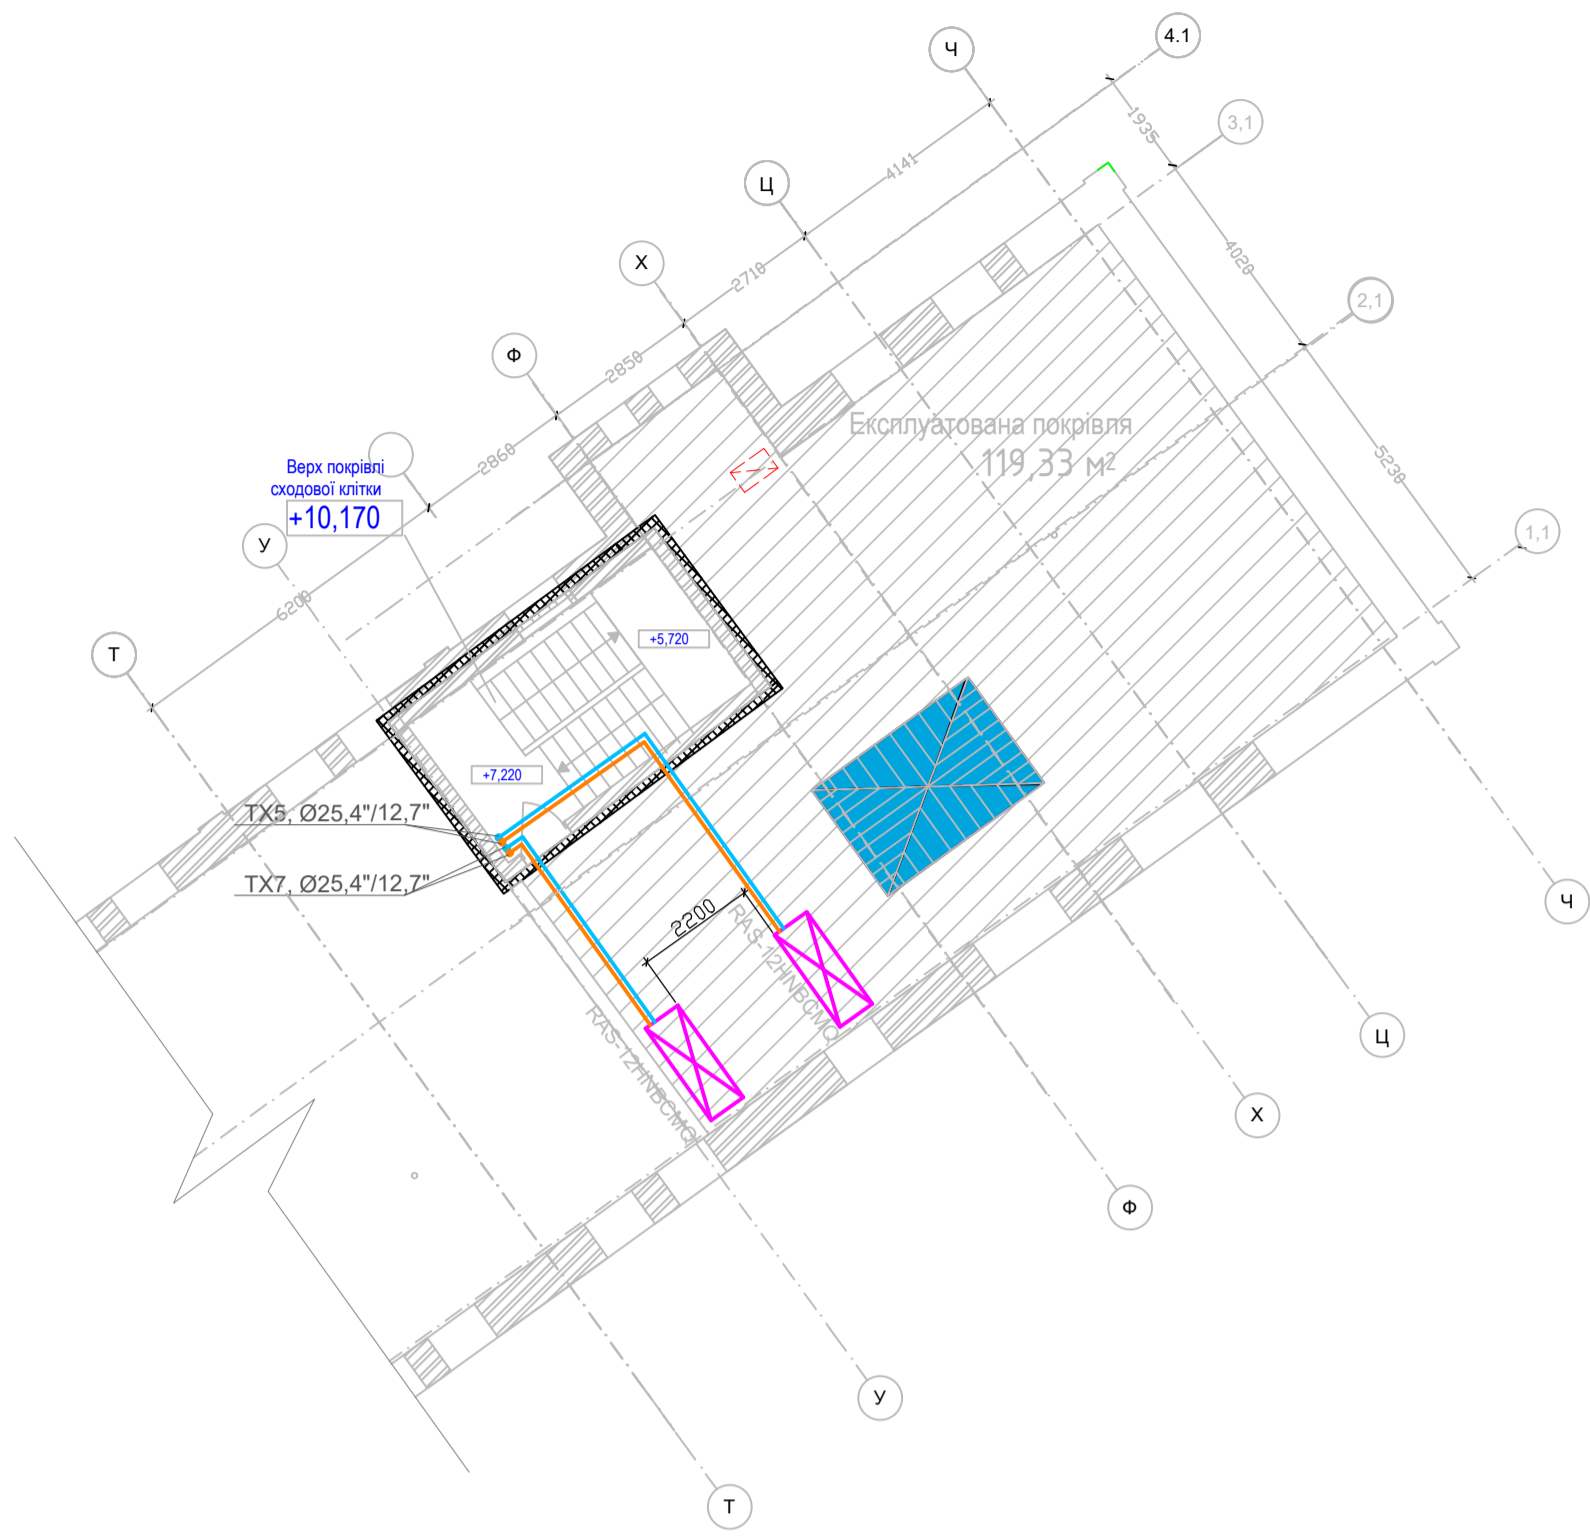 4.1
Ч
3,1
1935
4141
Ц
4020
Х
2710
2,1
Ф
2850
Експлуатована покрівля
119,33 м²
5230
2860
Верх покрівлі
сходової клітки
+10,170
1,1
У
6200
+5,720
Т
+7,220
ТХ5, Ø25,4"/12,7"
ТХ7, Ø25,4"/12,7"
2200
RAS-12HNBCMQ
RAS-12HNBCMQ
Ч
Ц
Х
Ф
У
Т